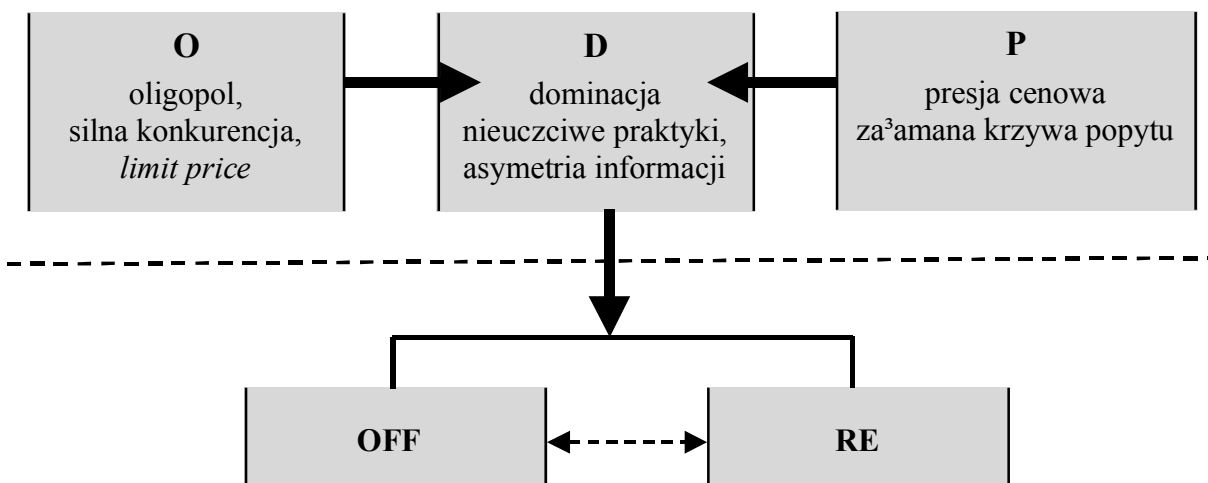 O
oligopol,
silna konkurencja,
limit price
D
dominacja
nieuczciwe praktyki,
asymetria informacji
P
presja cenowa
za³amana krzywa popytu
OFF
RE